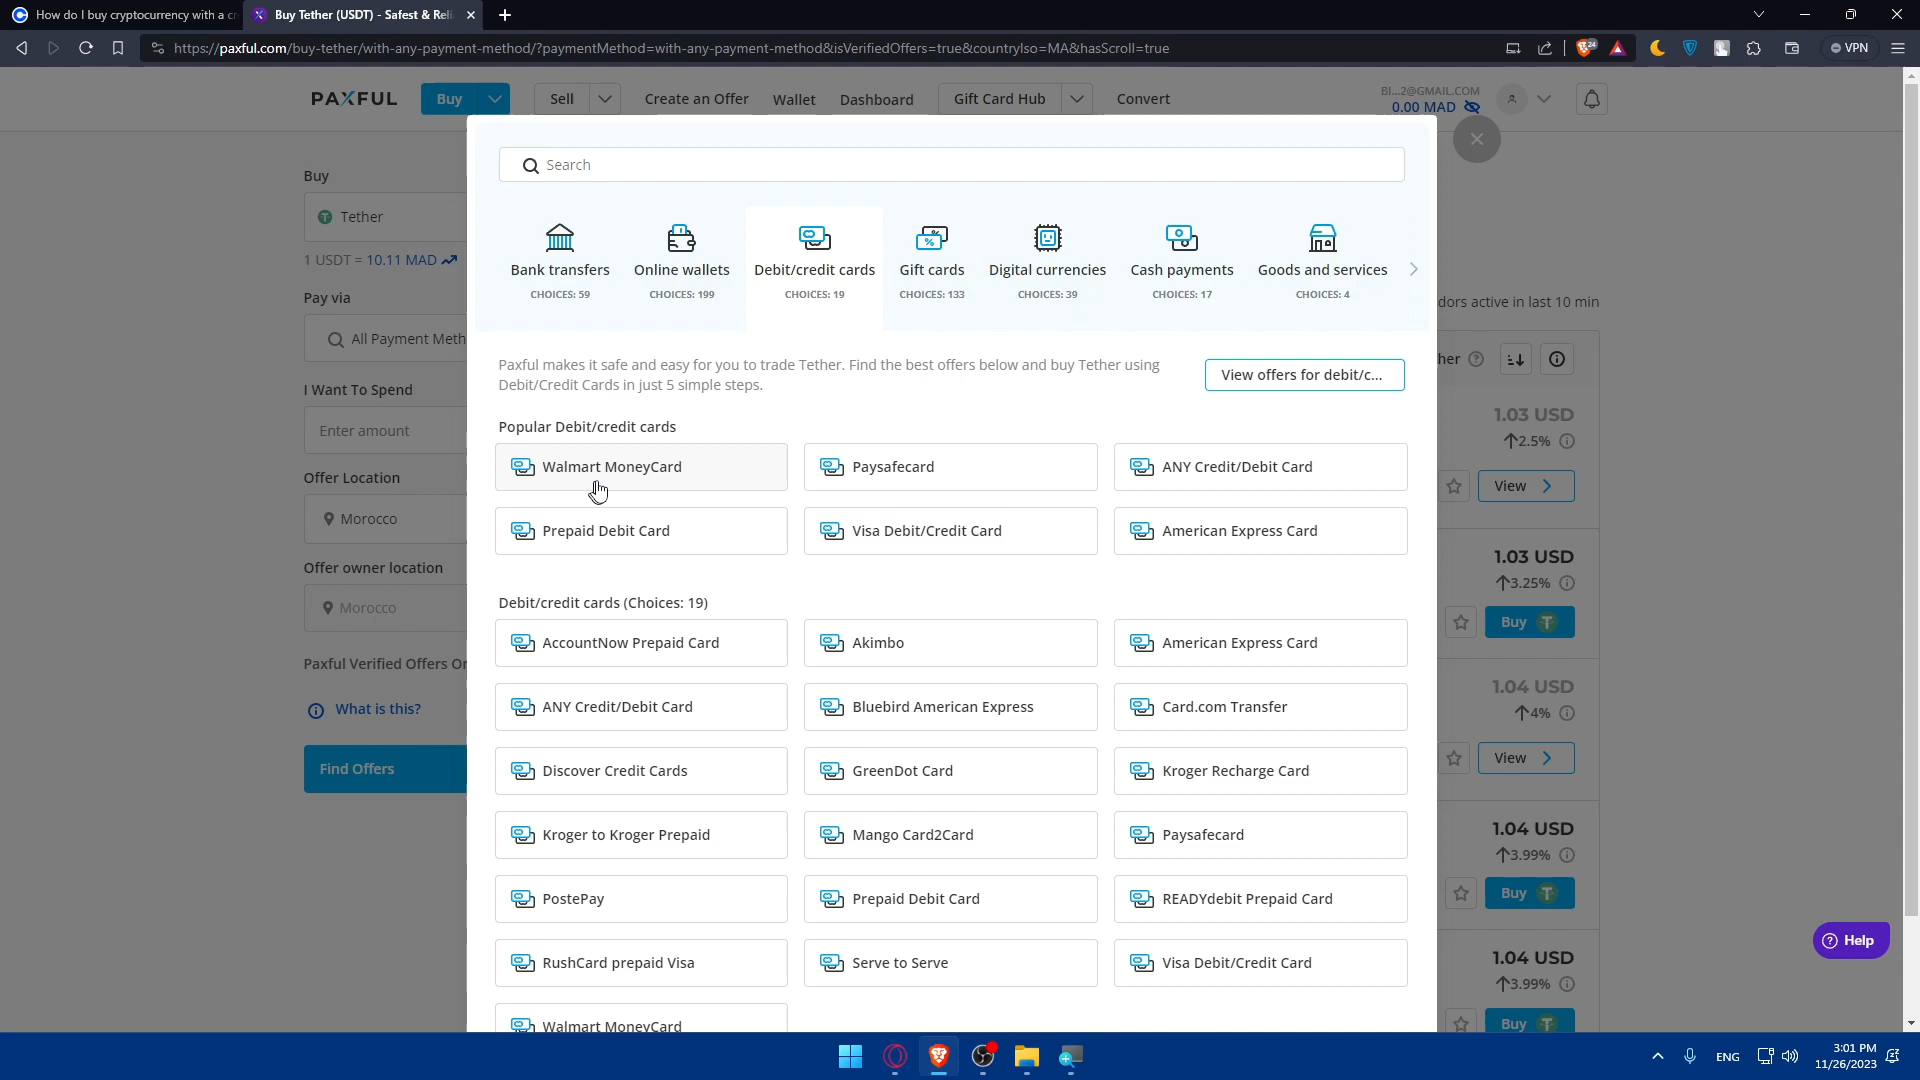 How do I buy cryptocurrency with a cr
Buy Tether (USDT) - Safest & Reli
https://paxful.com/buy-tether/with-any-payment-method/?paymentMethod=with-any-payment-method&isVerifiedOffers=true&countryIso=MA&hasScroll=true
24
VPN
PAXFUL
Buy
Sell
Create an Offer
Wallet
Dashboard
Gift Card Hub
Convert
BI...2@GMAIL.COM
0.00 MAD
Buy
Tether
1 USDT = 10.11 MAD
Pay via
All Payment Meth
I Want To Spend
Enter amount
Offer Location
Morocco
Offer owner location
Morocco
Paxful Verified Offers On
What is this?
Find Offers
Search
Bank transfers
CHOICES: 59
Online wallets
CHOICES: 199
Debit/credit cards
CHOICES: 19
Gift cards
CHOICES: 133
Digital currencies
CHOICES: 39
Cash payments
CHOICES: 17
Goods and services
CHOICES: 4
Paxful makes it safe and easy for you to trade Tether. Find the best offers below and buy Tether using
Debit/Credit Cards in just 5 simple steps.
View offers for debit/c...
Popular Debit/credit cards
Walmart MoneyCard
Paysafecard
ANY Credit/Debit Card
Prepaid Debit Card
Visa Debit/Credit Card
American Express Card
Debit/credit cards (Choices: 19)
AccountNow Prepaid Card
Akimbo
American Express Card
ANY Credit/Debit Card
Bluebird American Express
Card.com Transfer
Discover Credit Cards
GreenDot Card
Kroger Recharge Card
Kroger to Kroger Prepaid
Mango Card2Card
Paysafecard
PostePay
Prepaid Debit Card
READYdebit Prepaid Card
RushCard prepaid Visa
Serve to Serve
Visa Debit/Credit Card
Walmart MoneyCard
dors active in last 10 min
her
1.03 USD
2.5%
View
1.03 USD
3.25%
Buy
1.04 USD
4%
View
1.04 USD
3.99%
Buy
1.04 USD
3.99%
Buy
Help
ENG
3:01 PM
11/26/2023